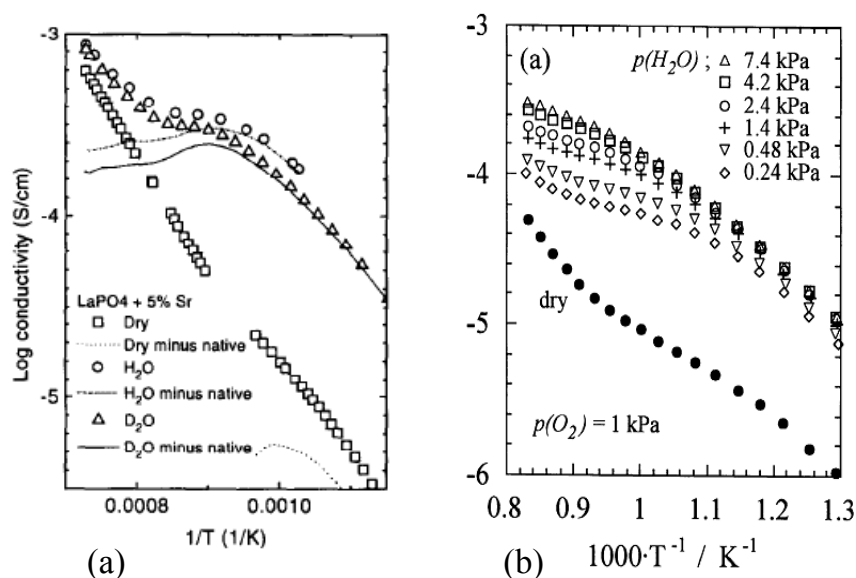 -3
-4
-5
Log conductivity (S/cm)
LaPO4 + 5% Sr
Dry
Dry minus native
H₂O
H₂O minus native
D₂O
D₂O minus native
0.0008
0.0010
1/T (1/K)
(a)
-3
-4
-5
-6
(a)
p(H₂O) ;
7.4 kPa
4.2 kPa
2.4 kPa
1.4 kPa
0.48 kPa
0.24 kPa
dry
p(O₂) = 1 kPa
0.8 0.9 1.0 1.1 1.2 1.3
1000·T⁻¹ / K⁻¹
(b)